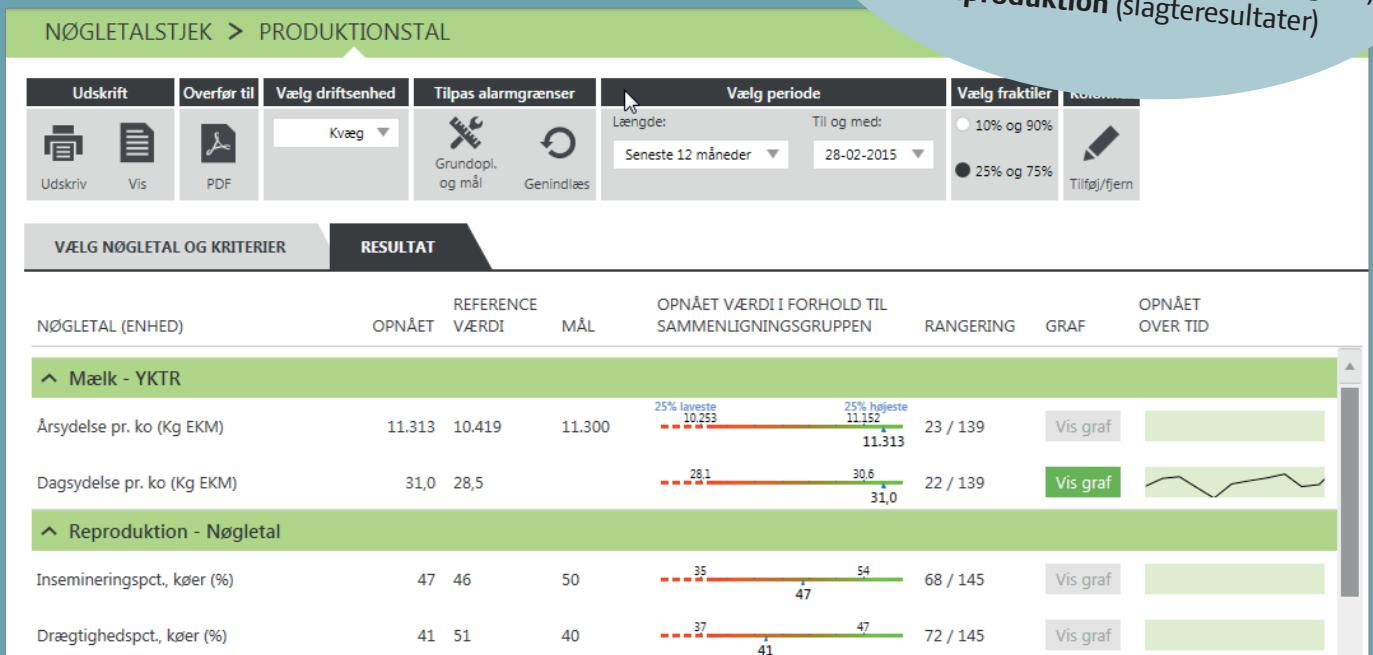 produktion (slagteresultater)
NØGLETALSTJEK > PRODUKTIONSTAL
Udskrift Overfør til Vælg driftsenhed Tilpas alarmgrænser Vælg periode Vælg fraktiler
Kvæg
Længde: Til og med:
Seneste 12 måneder 28-02-2015
10% og 90%
25% og 75%
Udskriv Vis PDF
Grundopl.
og mål Genindlæs
Tilføj/fjern
VÆLG NØGLETAL OG KRITERIER RESULTAT
NØGLETAL (ENHED) OPNÅET REFERENCE VÆRDI MÅL OPNÅET VÆRDI I FORHOLD TIL SAMMENLIGNINGSGRUPPEN RANGERING GRAF OPNÅET OVER TID
Mælk - YKTR
25% laveste 25% højeste
10.253 11.152
Årsydelse pr. ko (Kg EKM) 11.313 10.419 11.300 23 / 139 Vis graf
11.313
28,1 30,6
Dagsydelse pr. ko (Kg EKM) 31,0 28,5 22 / 139 Vis graf
31,0
Reproduktion - Nøgletal
35 54
Insemineringspct., køer (%) 47 46 50 68 / 145 Vis graf
47
37 47
Drægtighedspct., køer (%) 41 51 40 72 / 145 Vis graf
41